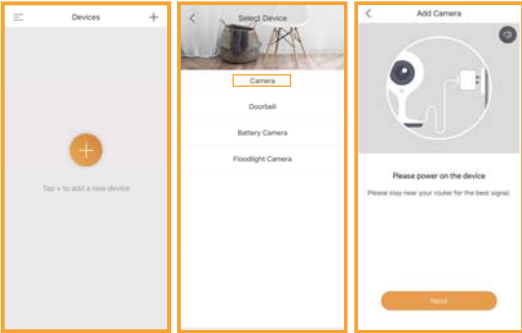 Devices
Tap + to add a new device
Select Device
Camera
Doorbell
Battery Camera
Floodlight Camera
Add Camera
Please power on the device
Please stay near your router for the best signal.
Next